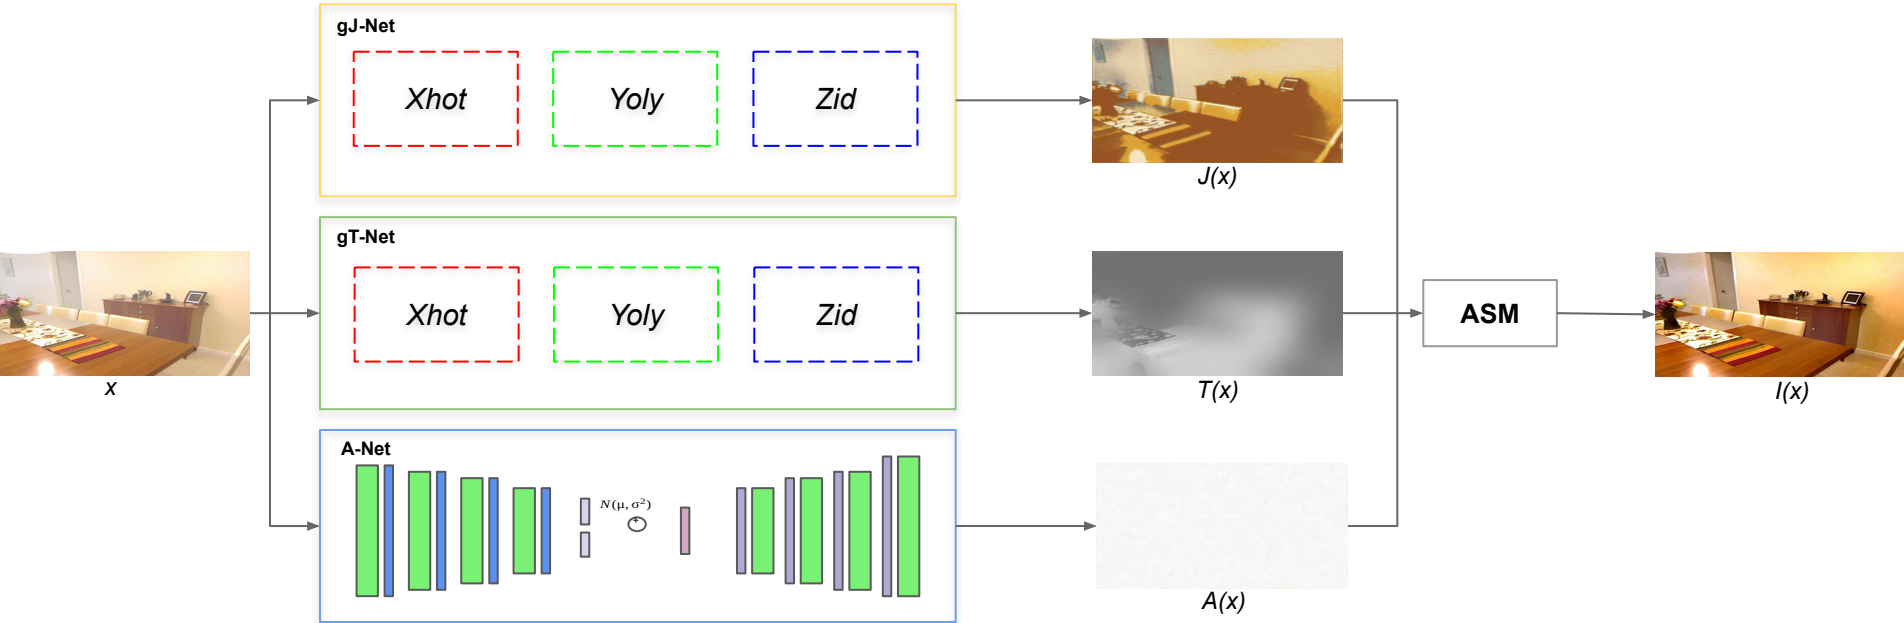 gJ-Net
Xhot
Yoly
Zid
J(x)
gT-Net
Xhot
Yoly
Zid
x
T(x)
ASM
I(x)
A-Net
N(μ, σ²)
+
A(x)